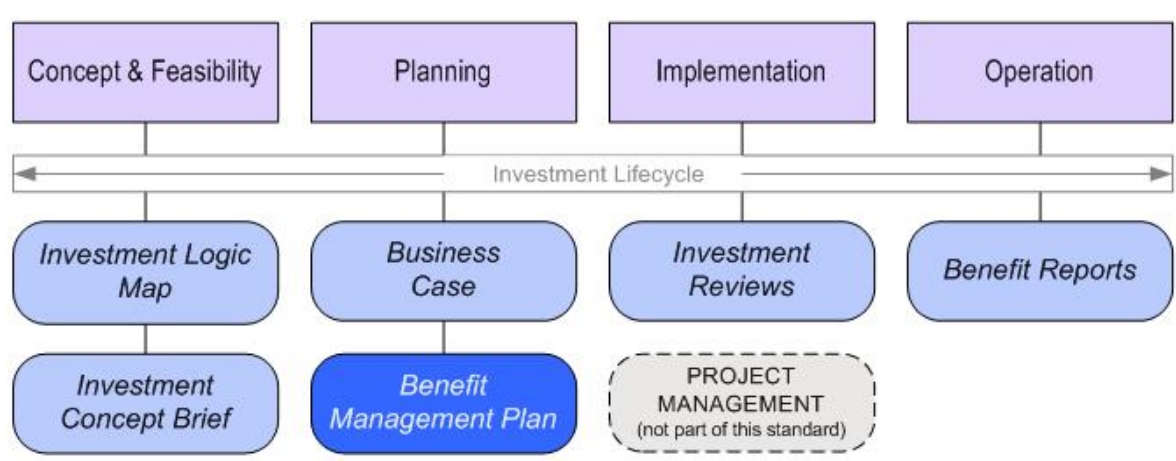 Concept & Feasibility
Planning
Implementation
Operation
Investment Lifecycle
Investment Logic
Map
Business
Case
Investment
Reviews
Benefit Reports
Investment
Concept Brief
Benefit
Management Plan
PROJECT
MANAGEMENT
(not part of this standard)